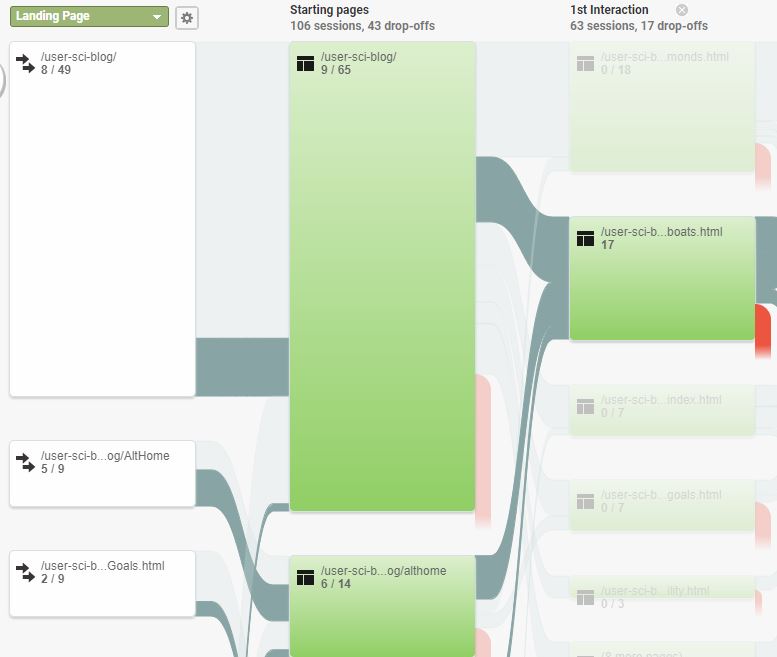 Landing Page
Starting pages
106 sessions, 43 drop-offs
1st Interaction
63 sessions, 17 drop-offs
/user-sci-blog/
8 / 49
/user-sci-b...og/AltHome
5 / 9
/user-sci-b...Goals.html
2 / 9
/user-sci-blog/
9 / 65
/user-sci-b...og/althome
6 / 14
/user-sci-b...monds.html
0 / 18
/user-sci-b...boats.html
17
/user-sci-b...index.html
0 / 7
/user-sci-b...goals.html
0 / 7
/user-sci-b...ility.html
0 / 3
(8 more pages)